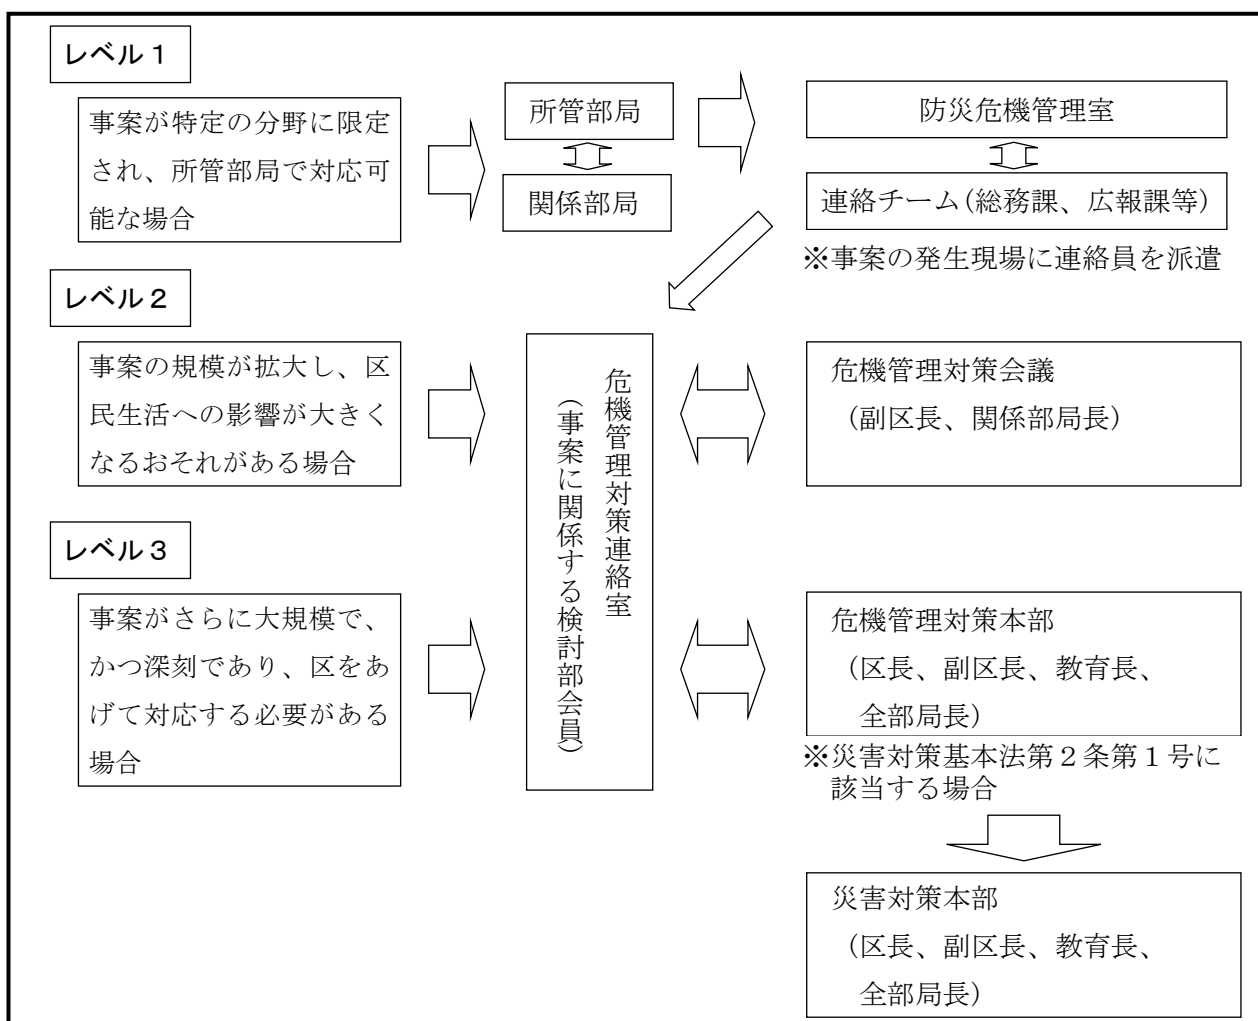 レベル１
事案が特定の分野に限定
され、所管部局で対応可
能な場合
所管部局
関係部局
防災危機管理室
連絡チーム(総務課、広報課等)
※事案の発生現場に連絡員を派遣
レベル２
事案の規模が拡大し、区
民生活への影響が大きく
なるおそれがある場合
危機管理対策連絡室
（事案に関係する検討部会員）
危機管理対策会議
（副区長、関係部局長）
レベル３
事案がさらに大規模で、
かつ深刻であり、区をあ
げて対応する必要がある
場合
危機管理対策本部
（区長、副区長、教育長、
全部局長）
※災害対策基本法第２条第１号に
該当する場合
災害対策本部
（区長、副区長、教育長、
全部局長）